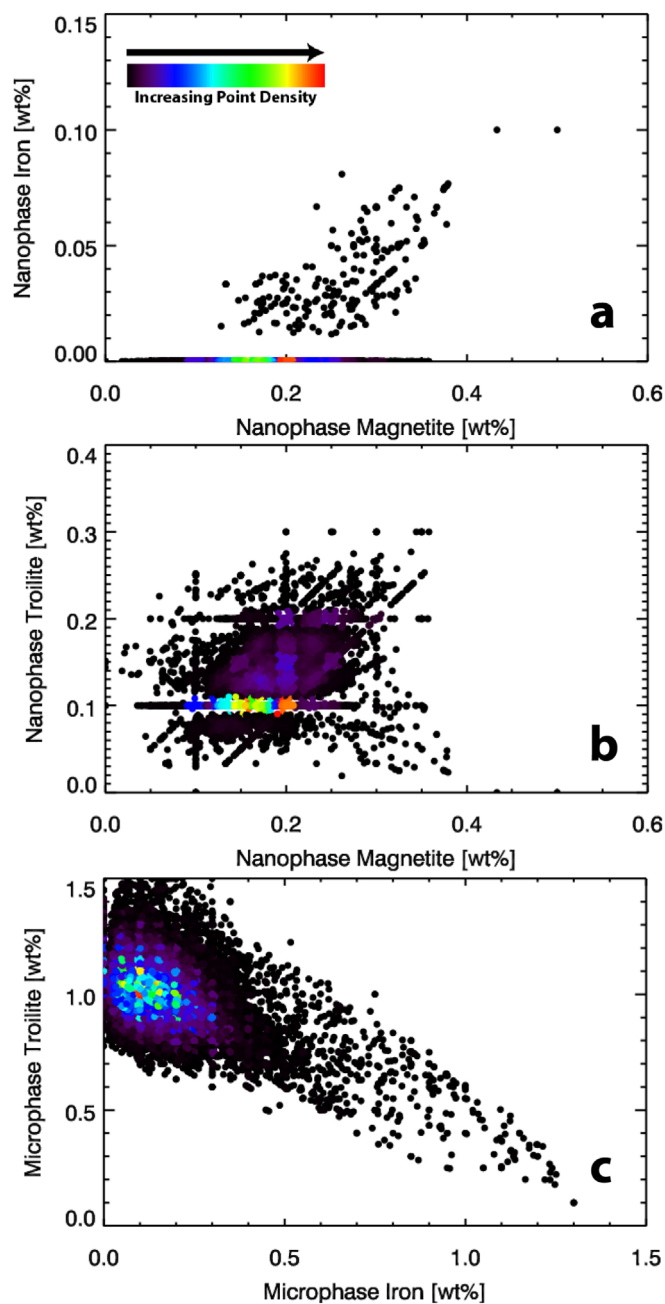 0.15
Increasing Point Density
0.10
Nanophase Iron [wt%]
0.05
a
0.00
0.0 0.2 0.4 0.6
Nanophase Magnetite [wt%]
0.4
0.3
Nanophase Troilite [wt%]
0.2
0.1
b
0.0
0.0 0.2 0.4 0.6
Nanophase Magnetite [wt%]
1.5
1.0
Microphase Troilite [wt%]
0.5
c
0.0
0.0 0.5 1.0 1.5
Microphase Iron [wt%]